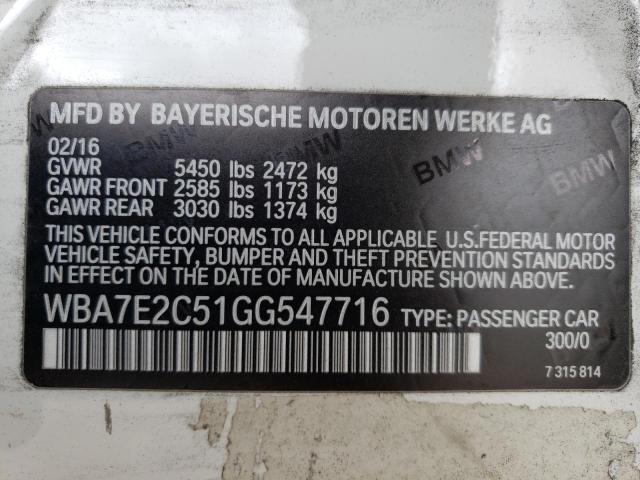 MFD BY BAYERISCHE MOTOREN WERKE AG
02/16
GVWR 5450 lbs 2472 kg
GAWR FRONT 2585 lbs 1173 kg
GAWR REAR 3030 lbs 1374 kg
THIS VEHICLE CONFORMS TO ALL APPLICABLE U.S.FEDERAL MOTOR
VEHICLE SAFETY, BUMPER AND THEFT PREVENTION STANDARDS
IN EFFECT ON THE DATE OF MANUFACTURE SHOWN ABOVE.
WBA7E2C51GG547716 TYPE: PASSENGER CAR
300/0
7 315 814
BMW
BMW
BMW